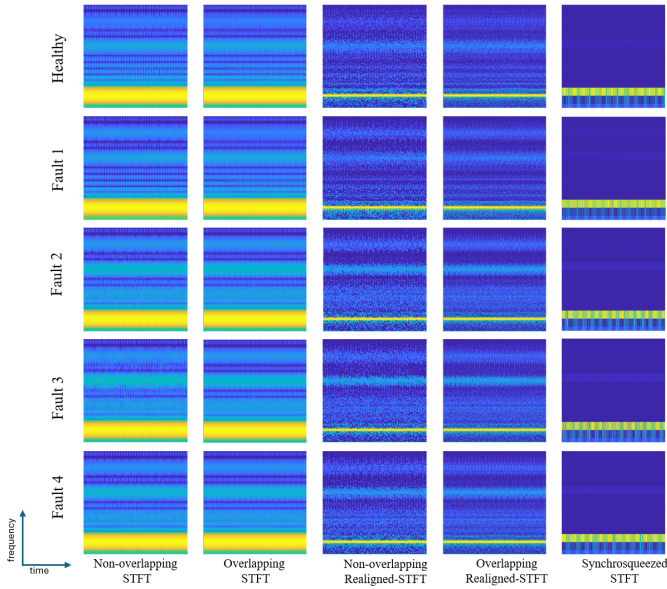 Healthy
Fault 1
Fault 2
Fault 3
Fault 4
frequency
time
Non-overlapping
STFT
Overlapping
STFT
Non-overlapping
Realigned-STFT
Overlapping
Realigned-STFT
Synchrosqueezed
STFT